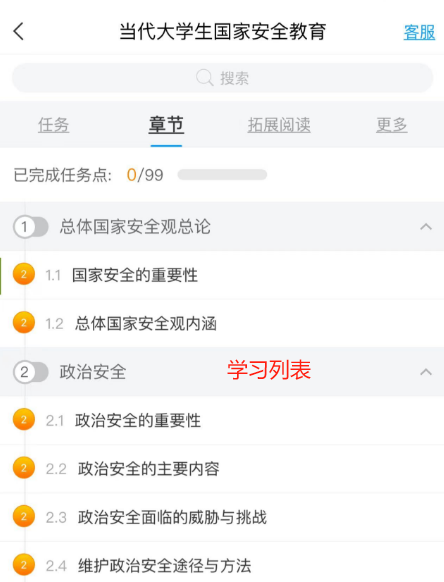 当代大学生国家安全教育 客服
搜索
任务 章节 拓展阅读 更多
已完成任务点: 0/99
1 总体国家安全观总论
2 1.1 国家安全的重要性
2 1.2 总体国家安全观内涵
2 政治安全 学习列表
2 2.1 政治安全的重要性
2 2.2 政治安全的主要内容
2 2.3 政治安全面临的威胁与挑战
2 2.4 维护政治安全途径与方法